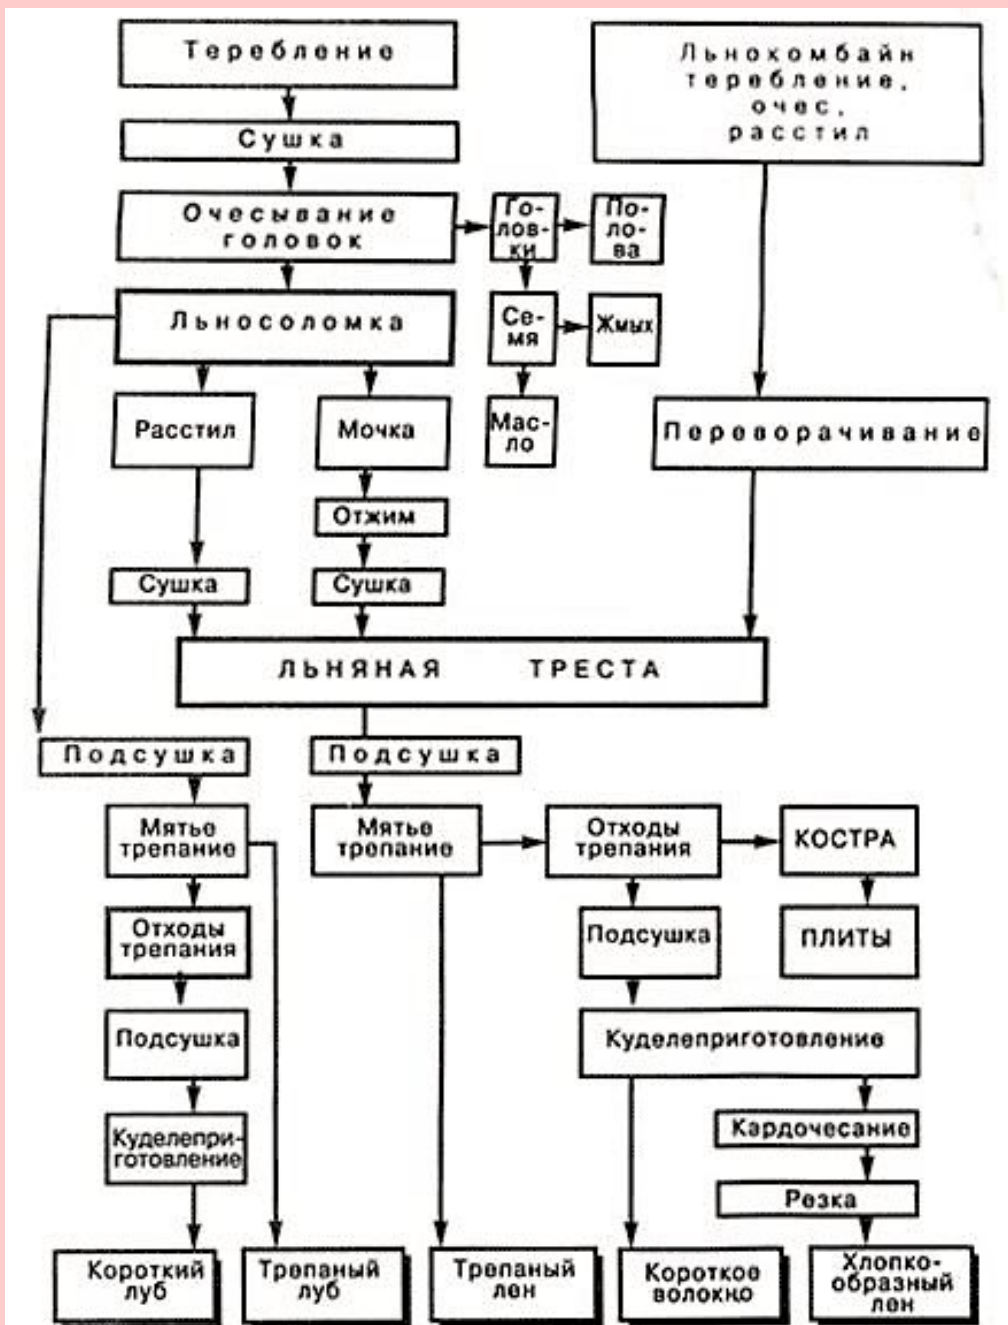 Теребление
Льнокомбайн
теребление,
очес,
расстил
Сушка
Очесывание
головок
Го-
ловк-
ки
По-
ло-
ва
Льносоломка
Се-
мя
Жмых
Расстил
Мочка
Мас-
ло
Переворачивание
Отжим
Сушка
Сушка
ЛЬНЯНАЯ ТРЕСТА
Подсушка
Подсушка
Мятье
трепание
Мятье
трепание
Отходы
трепания
КОСТРА
Отходы
трепания
Подсушка
ПЛИТЫ
Подсушка
Куделеприготовление
Куделепри-
готовление
Кардочесание
Резка
Короткий
луб
Трепаный
луб
Трепаный
лен
Короткое
волокно
Хлопко-
образный
лен